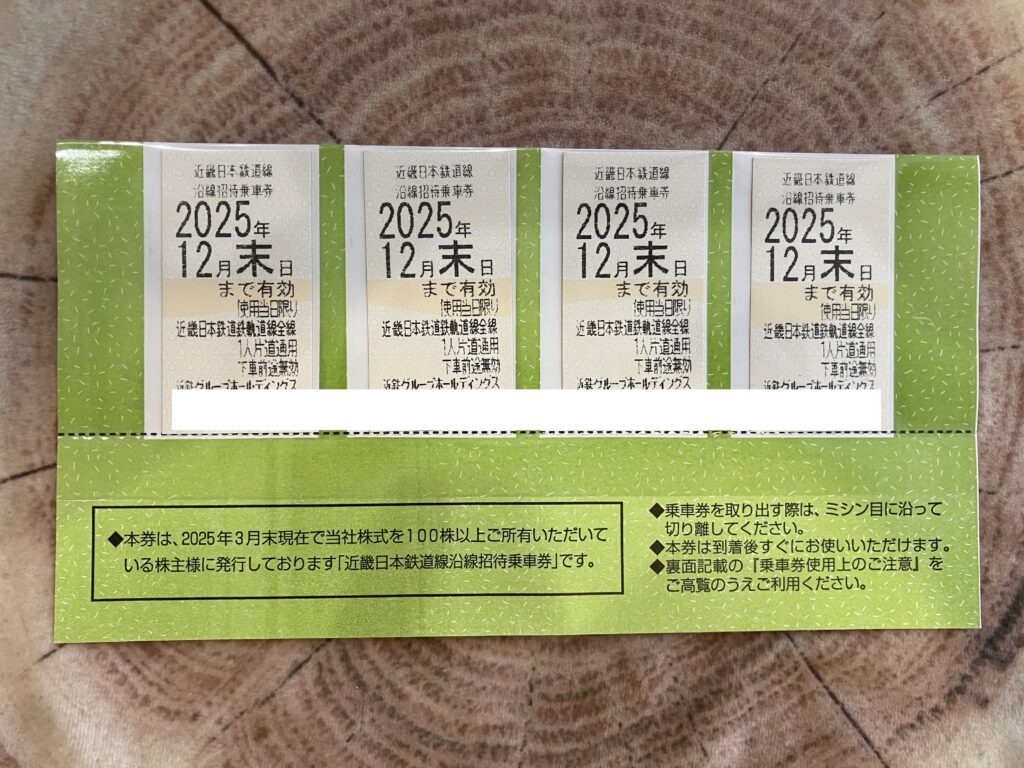 近畿日本鉄道線
沿線招待乗車券
2025年
12月末日
まで有効
使用当日限り
近畿日本鉄道鉄軌道線全線
1人片道通用
下車前途無効
近鉄グループホールディングス
近畿日本鉄道線
沿線招待乗車券
2025年
12月末日
まで有効
使用当日限り
近畿日本鉄道鉄軌道線全線
1人片道通用
下車前途無効
近鉄グループホールディングス
近畿日本鉄道線
沿線招待乗車券
2025年
12月末日
まで有効
使用当日限り
近畿日本鉄道鉄軌道線全線
1人片道通用
下車前途無効
近鉄グループホールディングス
近畿日本鉄道線
沿線招待乗車券
2025年
12月末日
まで有効
使用当日限り
近畿日本鉄道鉄軌道線全線
1人片道通用
下車前途無効
近鉄グループホールディングス
◆本券は、2025年3月末現在で当社株式を100株以上ご所有いただいて
いる株主様に発行しております「近畿日本鉄道線沿線招待乗車券」です。
◆乗車券を取り出す際は、ミシン目に沿って
切り離してください。
◆本券は到着後すぐにお使いいただけます。
◆裏面記載の『乗車券使用上のご注意』を
ご高覧のうえご利用ください。